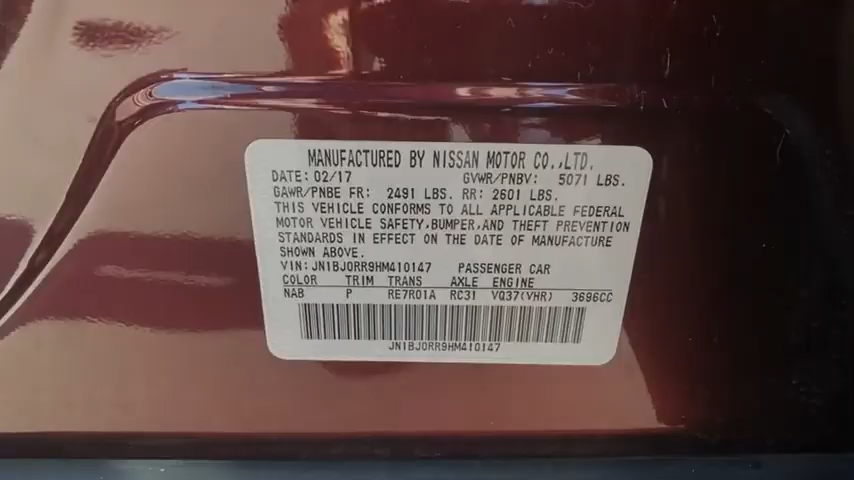 MANUFACTURED BY NISSAN MOTOR CO.,LTD.
DATE: 02/17 GVWR/PNBV: 5071 LBS.
GAWR/PNBE FR: 2491 LBS. RR: 2601 LBS.
THIS VEHICLE CONFORMS TO ALL APPLICABLE FEDERAL
MOTOR VEHICLE SAFETY,BUMPER,AND THEFT PREVENTION
STANDARDS IN EFFECT ON THE DATE OF MANUFACTURE
SHOWN ABOVE.
VIN: JN1BJ0RR9HM410147 PASSENGER CAR
COLOR TRIM TRANS AXLE ENGINE
NAB P RE7R01A RC31 VQ37(VHR) 3696CC
JN1BJ0RR9HM410147